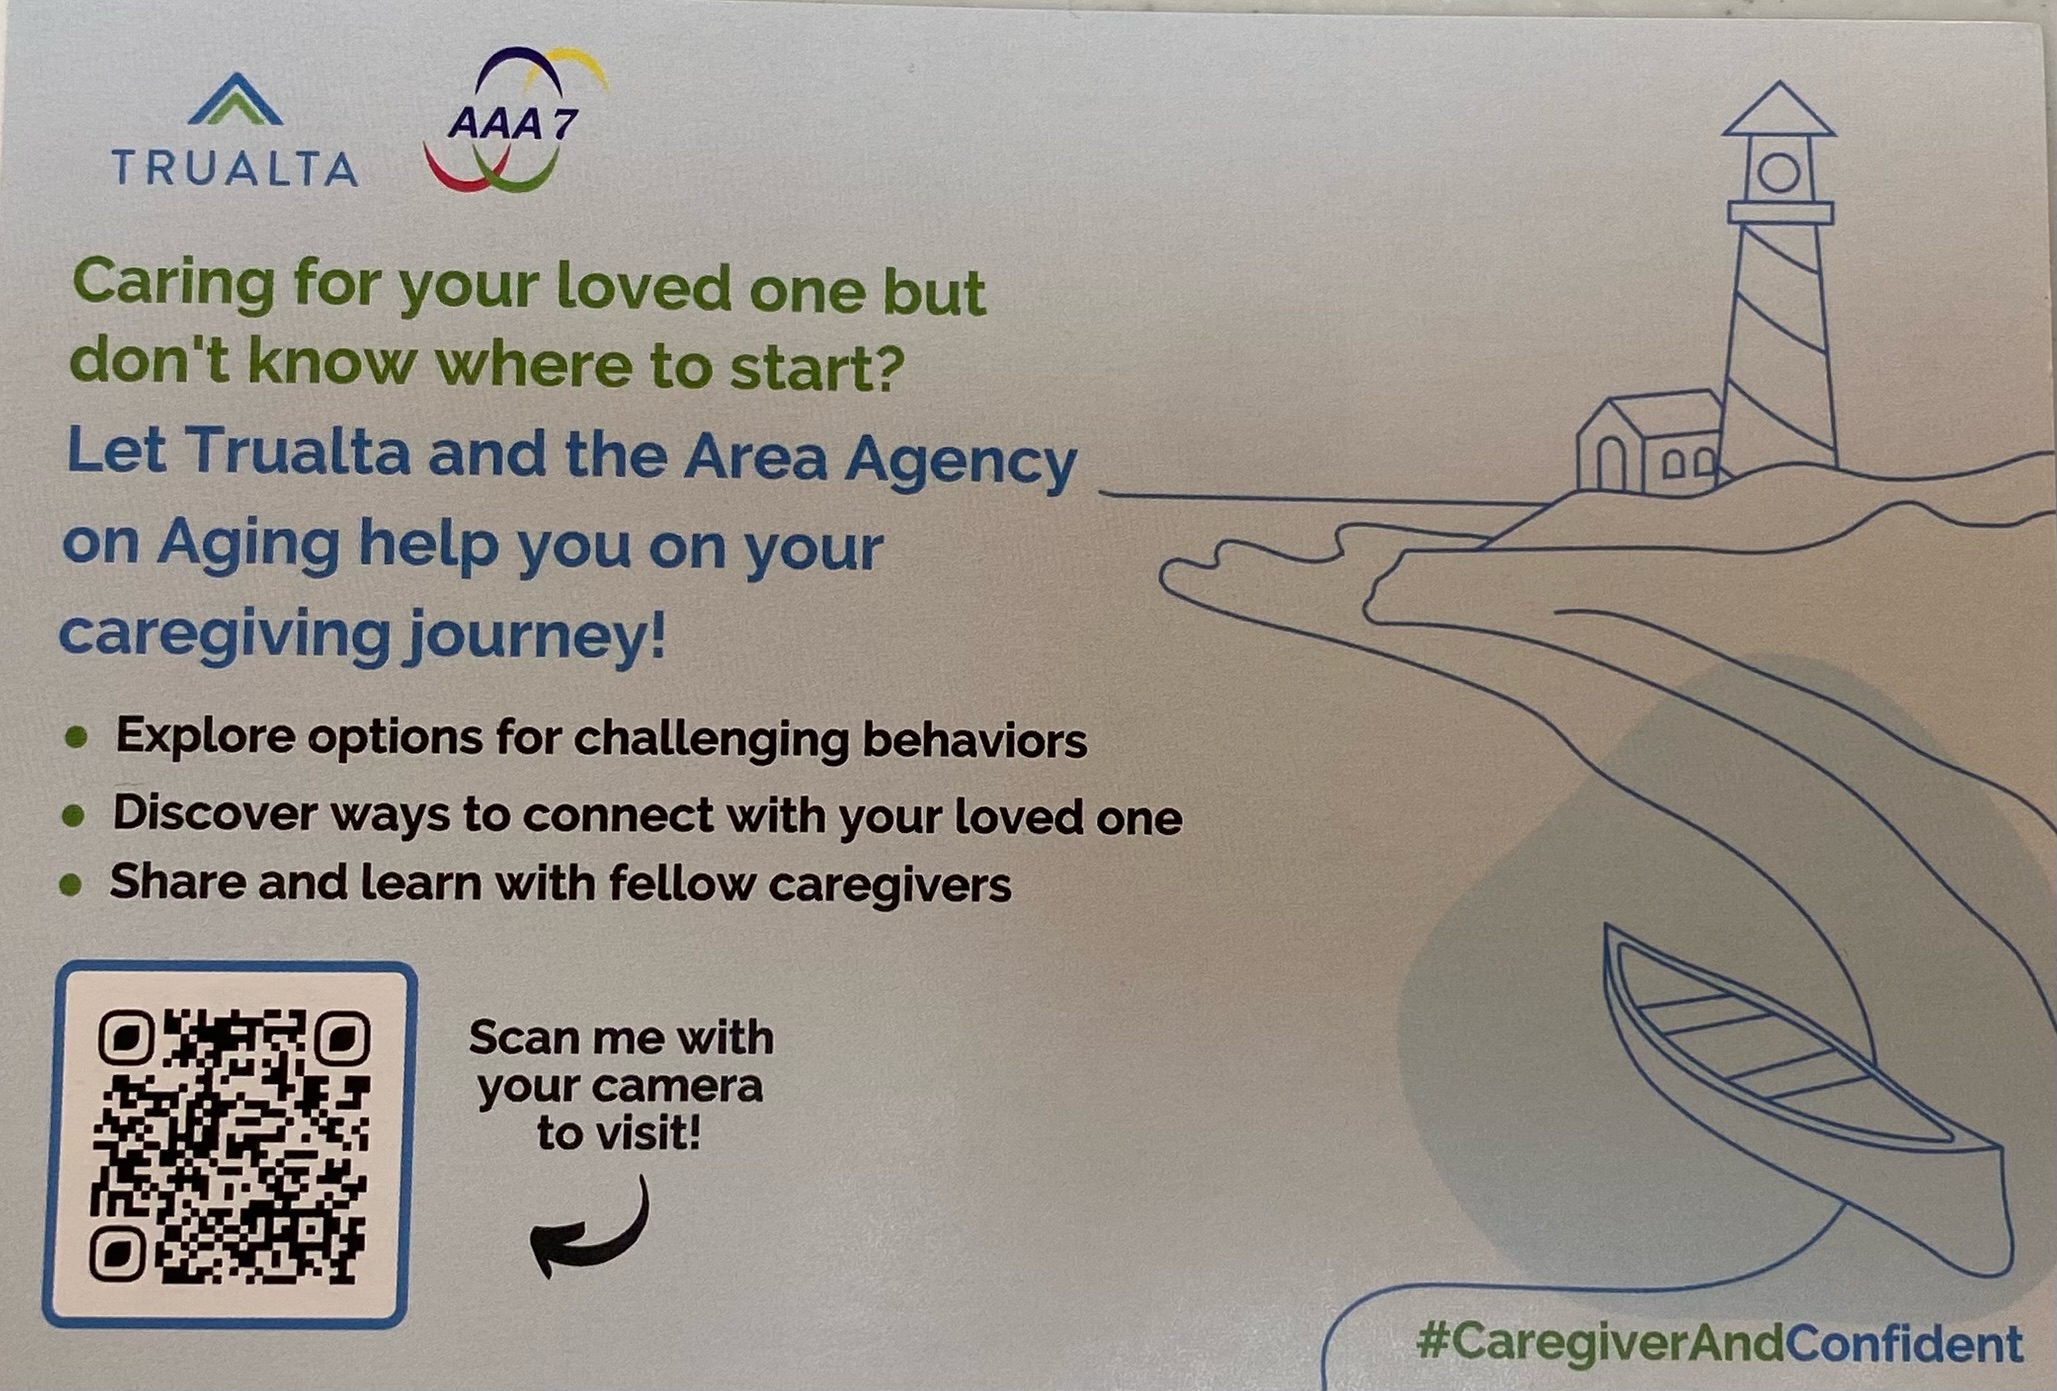 TRUALTA
AAA7
Caring for your loved one but
don't know where to start?
Let Trualta and the Area Agency
on Aging help you on your
caregiving journey!
• Explore options for challenging behaviors
• Discover ways to connect with your loved one
• Share and learn with fellow caregivers
Scan me with
your camera
to visit!
#CaregiverAndConfident